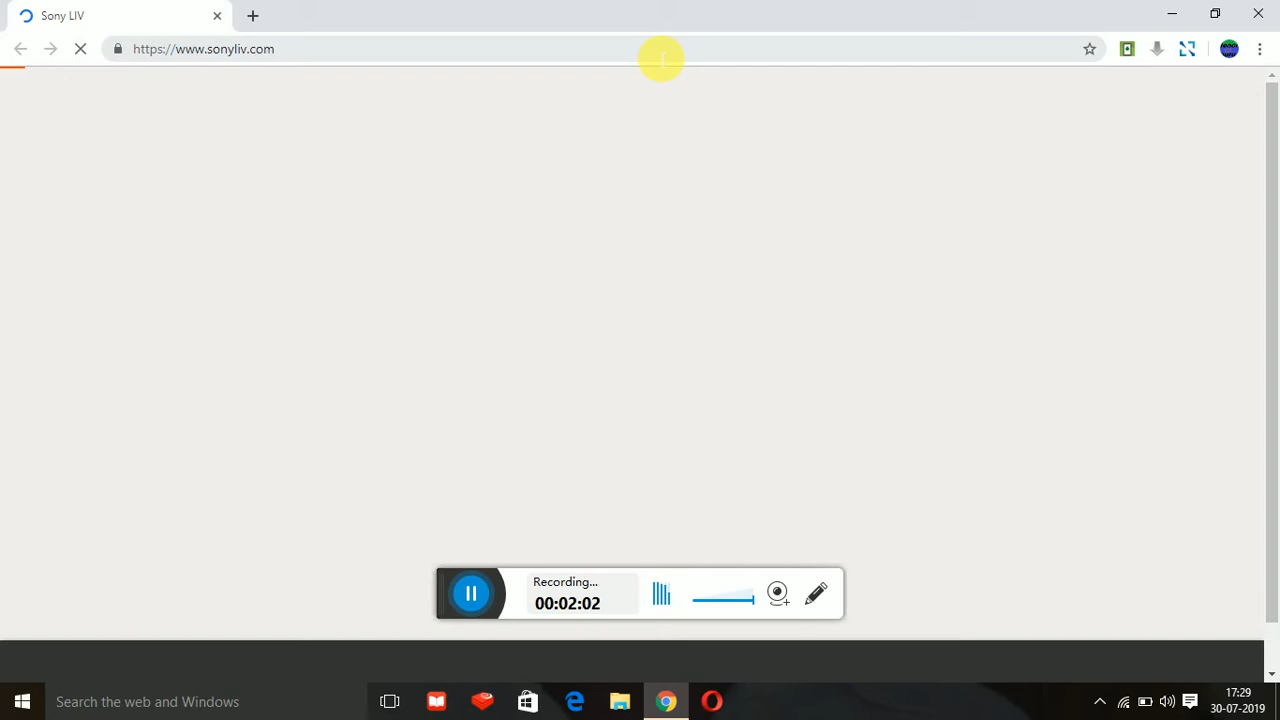 Sony LIV
https://www.sonyliv.com
Recording...
00:02:02
Search the web and Windows
17:29
30-07-2019